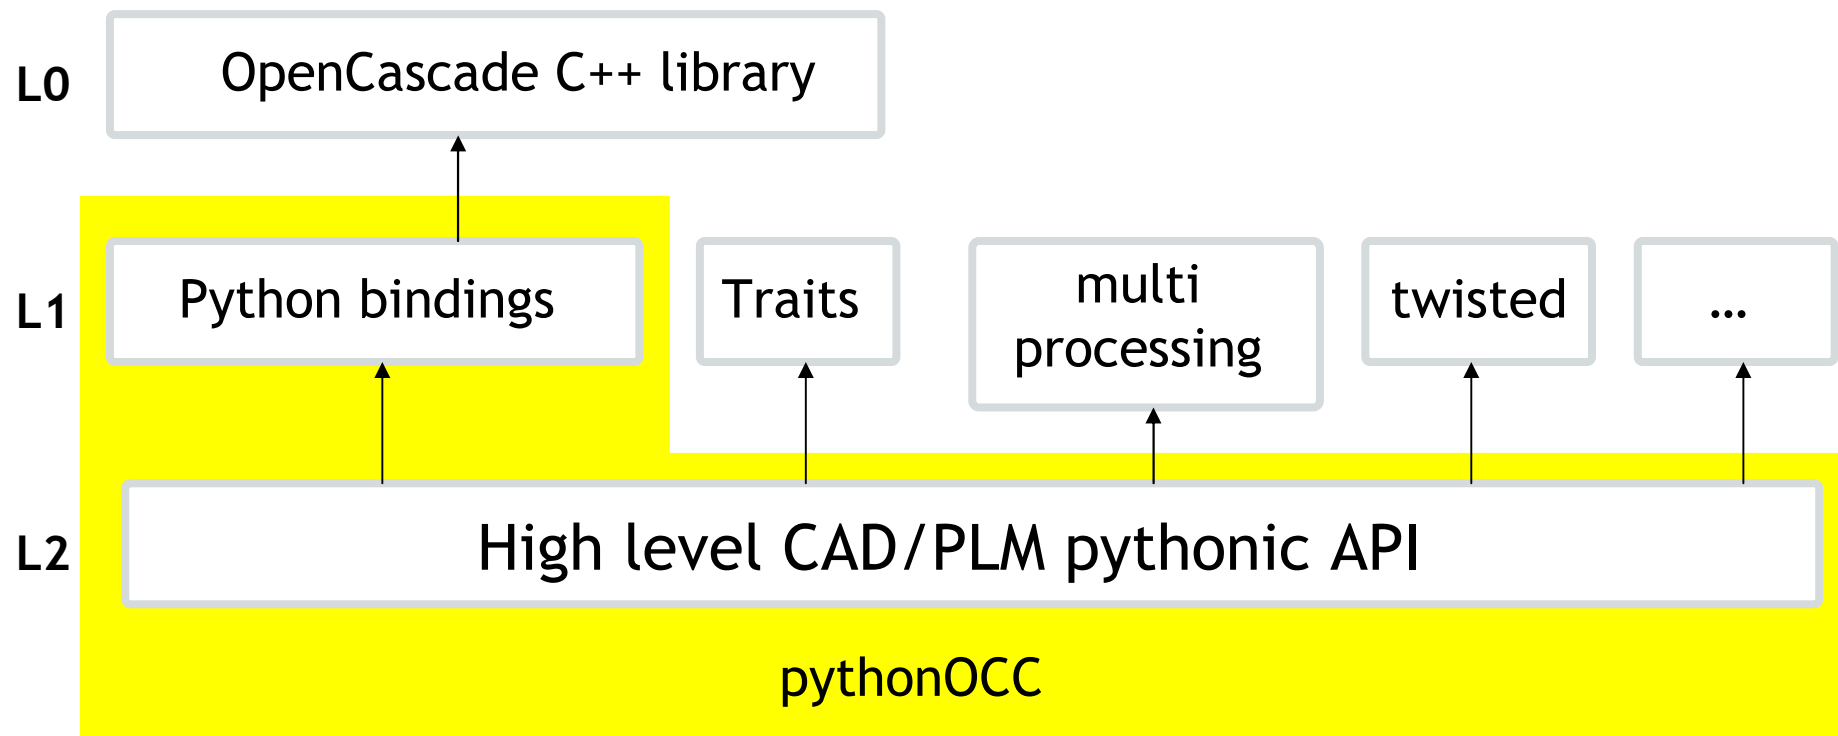 L0
OpenCascade C++ library
L1
Python bindings
Traits
multi
processing
twisted
...
L2
High level CAD/PLM pythonic API
pythonOCC